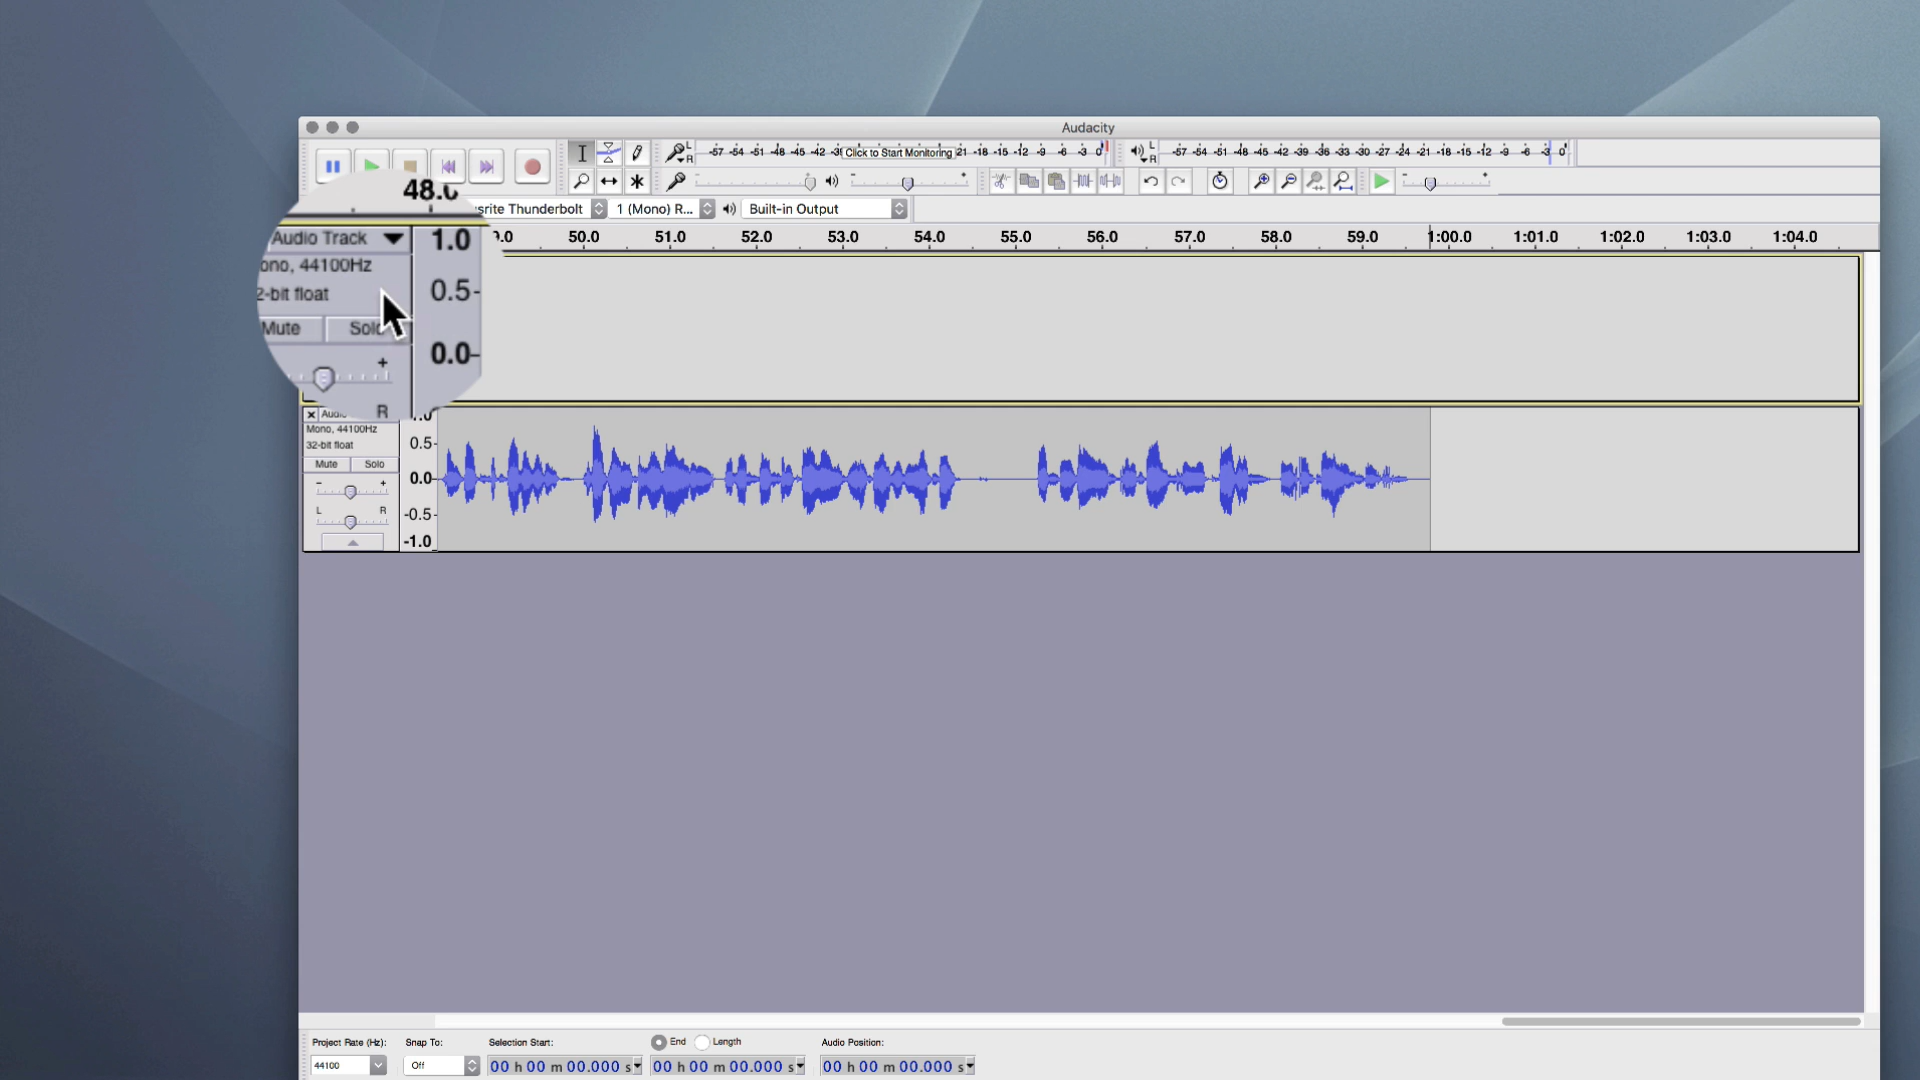 Audacity
L
R
-57 -54 -51 -48 -45 -42 Click to Start Monitoring 21 -18 -15 -12 -9 -6 -3 0
L
R
-57 -54 -51 -48 -45 -42 -39 -36 -33 -30 -27 -24 -21 -18 -15 -12 -9 -6 -3 0
48.0
srite Thunderbolt
1 (Mono) R...
Built-in Output
50.0 51.0 52.0 53.0 54.0 55.0 56.0 57.0 58.0 59.0 1:00.0 1:01.0 1:02.0 1:03.0 1:04.0
Audio Track
1.0
ono, 44100Hz
2-bit float
0.5-
Mute Solo
0.0-
+
R
Mono, 44100Hz
32-bit float
0.5-
Mute Solo
0.0-
- +
L R
-0.5-
-1.0
Project Rate (Hz): Snap To: Selection Start: End Length Audio Position:
44100 Off 00 h 00 m 00.000 s 00 h 00 m 00.000 s 00 h 00 m 00.000 s